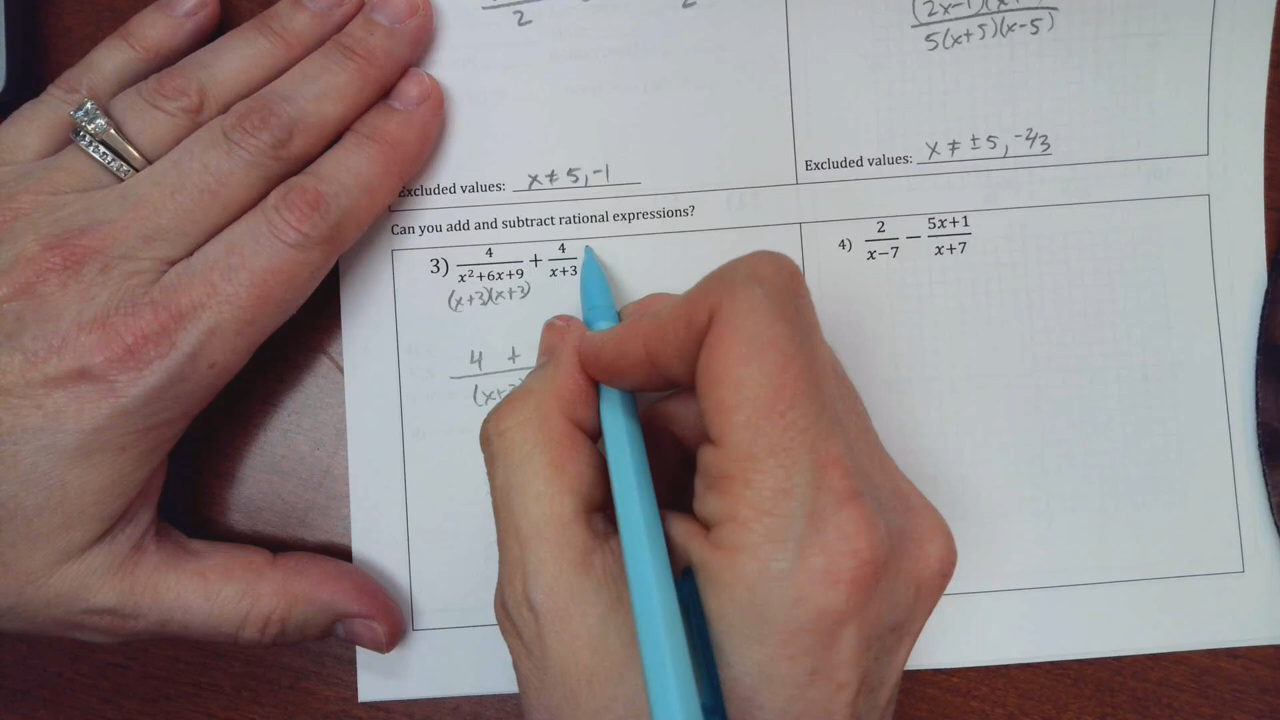 2
2
(2x-1)(x
5(x+5)(x-5)
Excluded values: x ≠ 5, -1
Excluded values: x ≠ ±5, -2/3
Can you add and subtract rational expressions?
3) 4/(x²+6x+9) + 4/(x+3)
(x+3)(x+3)
4 +
(x+3)
4) 2/(x-7) − (5x+1)/(x+7)